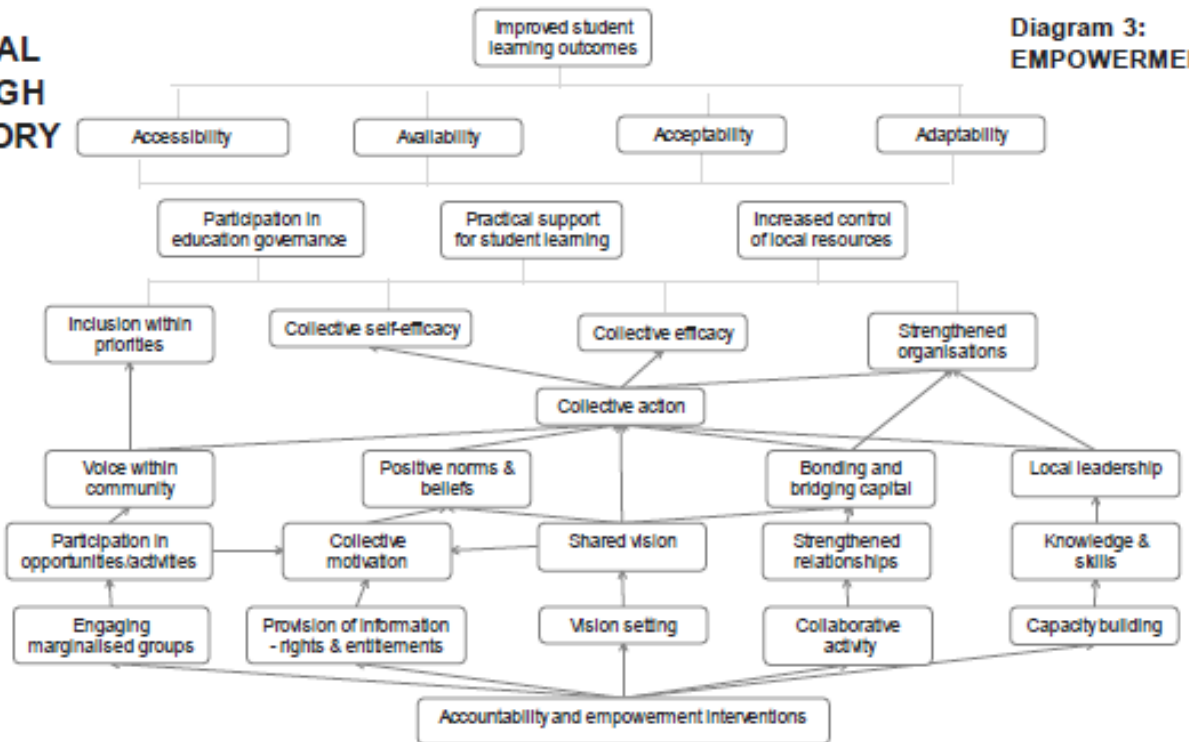 AL
GH
ORY
Diagram 3:
EMPOWERME
Improved student
learning outcomes
Accessibility
Availability
Acceptability
Adaptability
Participation in
education governance
Practical support
for student learning
Increased control
of local resources
Inclusion within
priorities
Collective self-efficacy
Collective efficacy
Strengthened
organisations
Collective action
Voice within
community
Positive norms &
beliefs
Bonding and
bridging capital
Local leadership
Participation in
opportunities/activities
Collective
motivation
Shared vision
Strengthened
relationships
Knowledge &
skills
Engaging
marginalised groups
Provision of information
- rights & entitlements
Vision setting
Collaborative
activity
Capacity building
Accountability and empowerment interventions